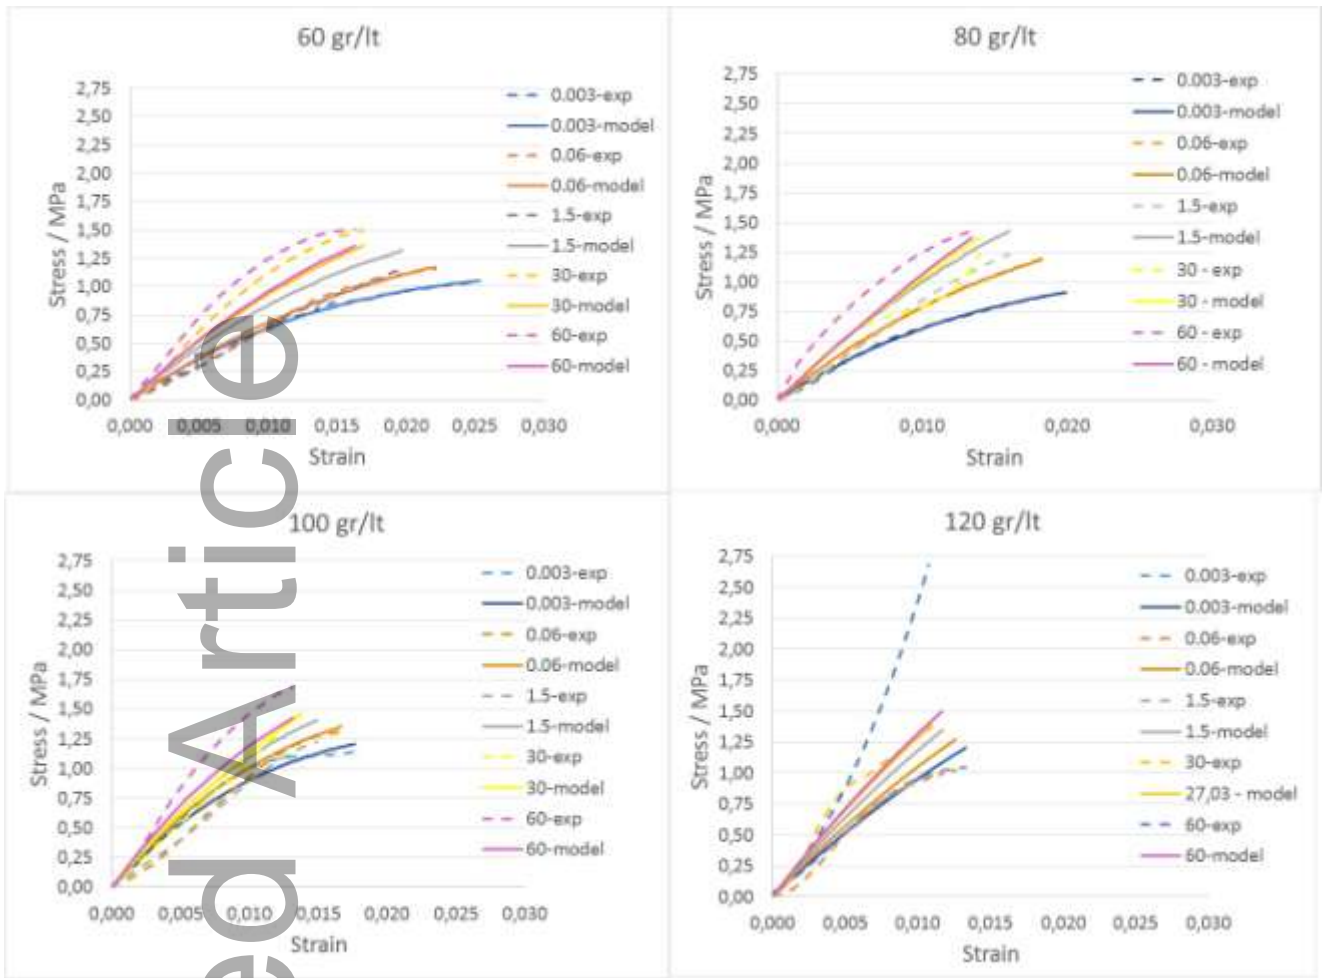 60 gr/lt
2,75
2,50
2,25
2,00
1,75
1,50
1,25
1,00
0,75
0,50
0,25
0,00
Stress / MPa
0,000 0,005 0,010 0,015 0,020 0,025 0,030
Strain
0.003-exp
0.003-model
0.06-exp
0.06-model
1.5-exp
1.5-model
30-exp
30-model
60-exp
60-model
80 gr/lt
2,75
2,50
2,25
2,00
1,75
1,50
1,25
1,00
0,75
0,50
0,25
0,00
Stress / MPa
0,000 0,010 0,020 0,030
Strain
0.003-exp
0.003-model
0.06-exp
0.06-model
1.5-exp
1.5-model
30 - exp
30 - model
60 - exp
60 - model
100 gr/lt
2,75
2,50
2,25
2,00
1,75
1,50
1,25
1,00
0,75
0,50
0,25
0,00
Stress / MPa
0,000 0,005 0,010 0,015 0,020 0,025 0,030
Strain
0.003-exp
0.003-model
0.06-exp
0.06-model
1.5-exp
1.5-model
30-exp
30-model
60-exp
60-model
120 gr/lt
2,75
2,50
2,25
2,00
1,75
1,50
1,25
1,00
0,75
0,50
0,25
0,00
Stress / MPa
0,000 0,005 0,010 0,015 0,020 0,025 0,030
Strain
0.003-exp
0.003-model
0.06-exp
0.06-model
1.5-exp
1.5-model
30-exp
27,03 - model
60-exp
60-model
ed Article